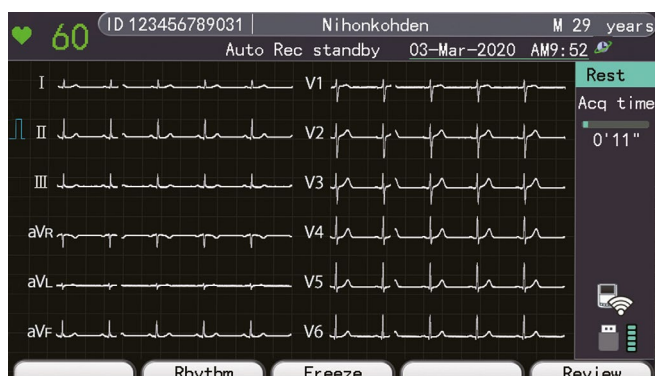 60
ID 123456789031 Nihonkohden M 29 years
Auto Rec standby 03-Mar-2020 AM9:52
Rest
Acq time
0'11"
I V1
II V2
III V3
aVR V4
aVL V5
aVF V6
Rhythm Freeze Review